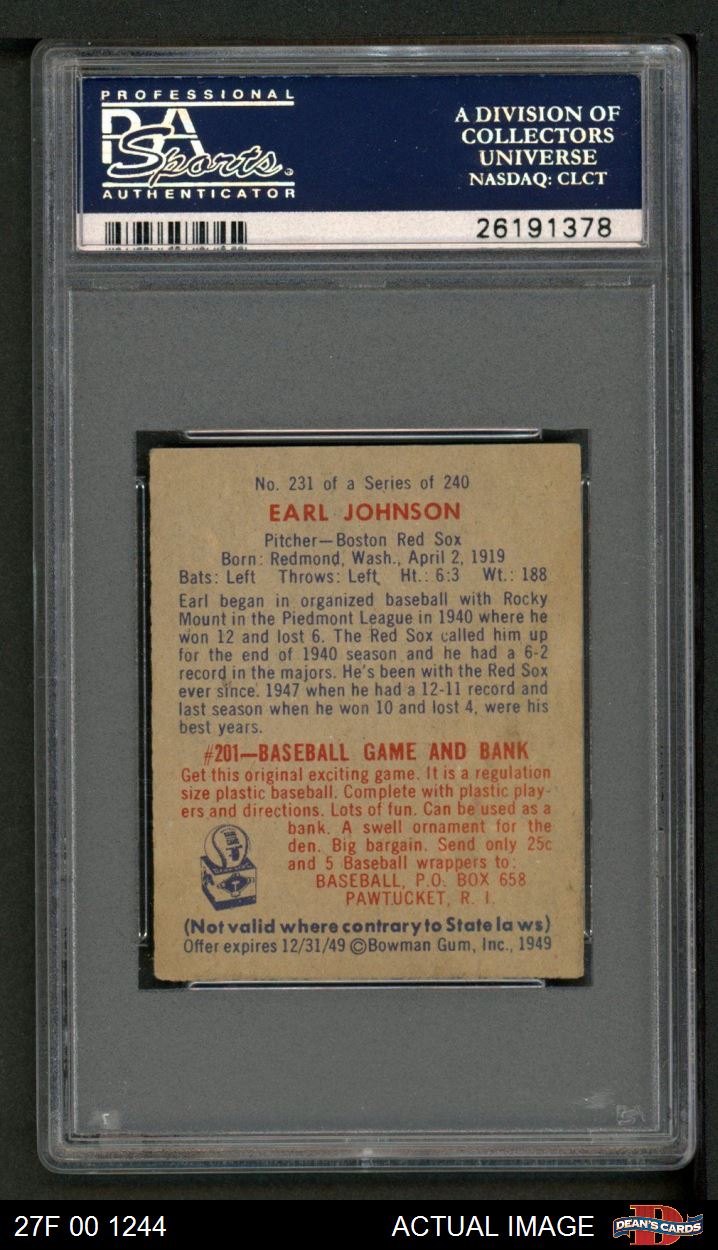 PROFESSIONAL
PSA
Sports
AUTHENTICATOR
A DIVISION OF
COLLECTORS
UNIVERSE
NASDAQ: CLCT
26191378
No. 231 of a Series of 240
EARL JOHNSON
Pitcher—Boston Red Sox
Born: Redmond, Wash., April 2, 1919
Bats: Left Throws: Left Ht.: 6:3 Wt.: 188
Earl began in organized baseball with Rocky
Mount in the Piedmont League in 1940 where he
won 12 and lost 6. The Red Sox called him up
for the end of 1940 season and he had a 6-2
record in the majors. He's been with the Red Sox
ever since. 1947 when he had a 12-11 record and
last season when he won 10 and lost 4, were his
best years.
#201—BASEBALL GAME AND BANK
Get this original exciting game. It is a regulation
size plastic baseball. Complete with plastic play-
ers and directions. Lots of fun. Can be used as a
bank. A swell ornament for the
den. Big bargain. Send only 25c
and 5 Baseball wrappers to:
BASEBALL, P.O. BOX 658
PAWTUCKET, R. I.
(Not valid where contrary to State laws)
Offer expires 12/31/49 ©Bowman Gum, Inc., 1949
PSA
27F 00 1244
ACTUAL IMAGE
DEAN'S CARDS